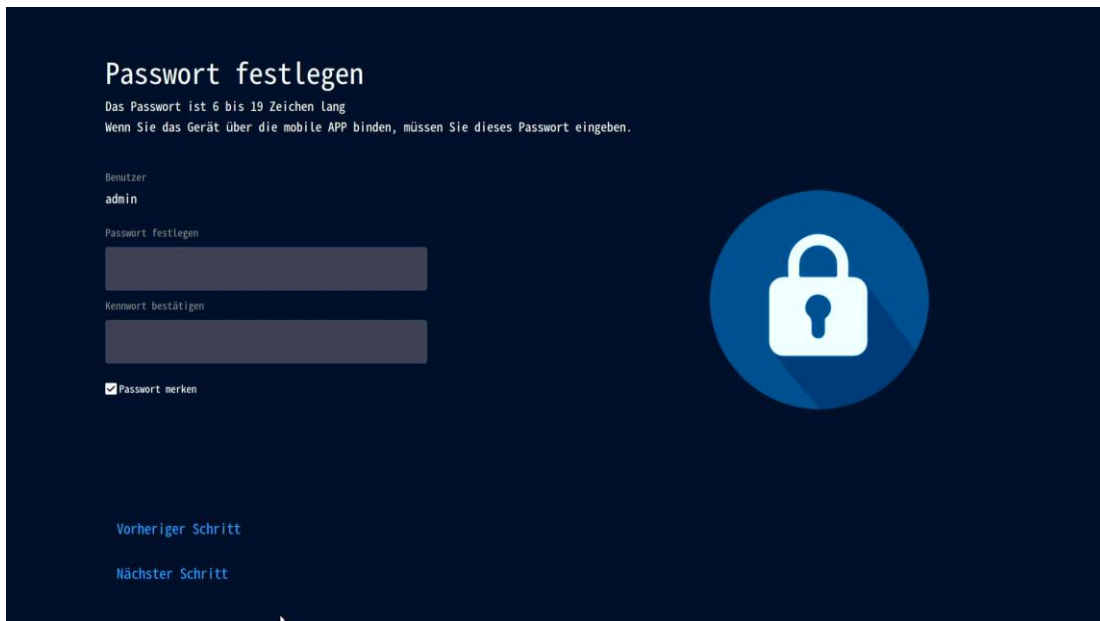 Passwort festlegen
Das Passwort ist 6 bis 19 Zeichen lang
Wenn Sie das Gerät über die mobile APP binden, müssen Sie dieses Passwort eingeben.
Benutzer
admin
Passwort festlegen
Kennwort bestätigen
Passwort merken
Vorheriger Schritt
Nächster Schritt